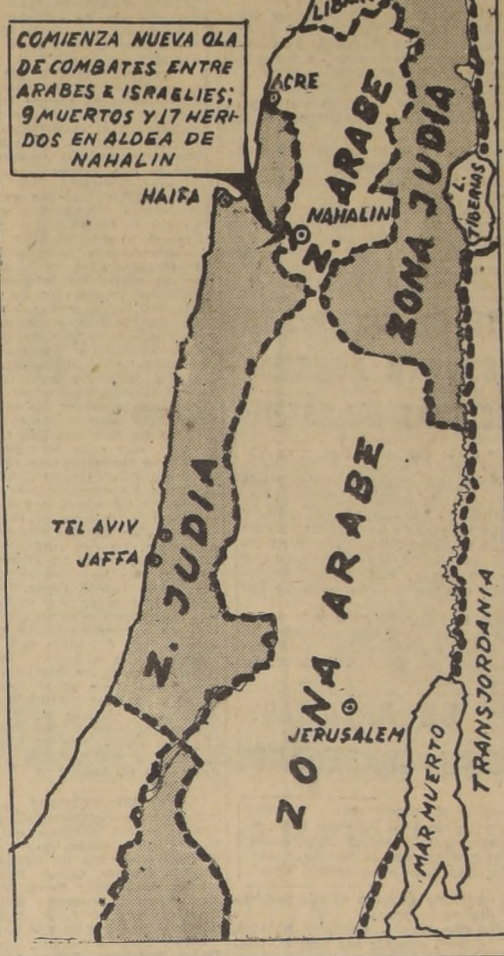 COMIENZA NUEVA OLA
DE COMBATES ENTRE
ARABES E ISRAELIES;
9 MUERTOS Y 17 HERI-
DOS EN ALDEA DE
NAHALIN
ACRE
HAIFA
NAHALIN
Z. ARABE
ZONA JUDIA
L. TIBERIAS
TEL AVIV
JAFFA
Z. JUDIA
ZONA ARABE
JERUSALEM
MAR MUERTO
TRANSJORDANIA